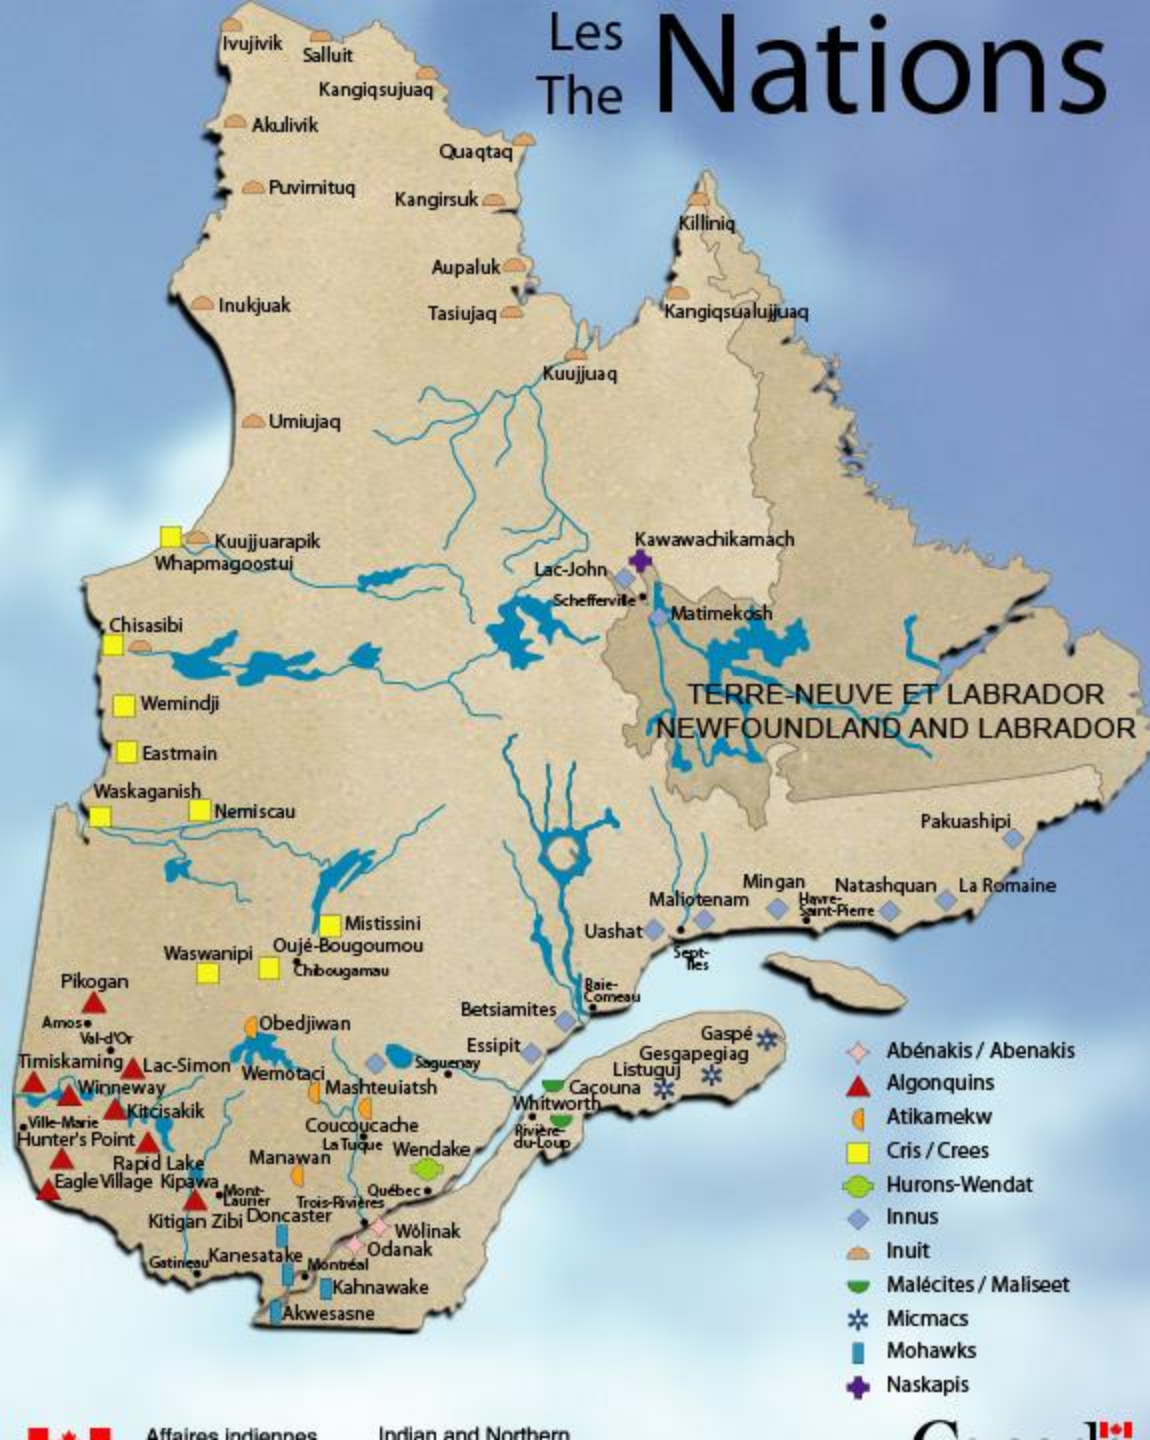 Les
The
Nations
Ivujivik
Salluit
Kangiqsujuaq
Akulivik
Quaqtaq
Puvirnituq
Kangirsuk
Killiniq
Aupaluk
Inukjuak
Tasiujaq
Kangiqsualujjuaq
Kuujjuaq
Umiujaq
Kuujjuarapik
Whapmagoostui
Kawawachikamach
Lac-John
Schefferville
Matimekosh
Chisasibi
TERRE-NEUVE ET LABRADOR
NEWFOUNDLAND AND LABRADOR
Wemindji
Eastmain
Waskaganish
Nemiscau
Pakuashipi
Mingan
Natashquan
La Romaine
Maliotenam
Havre-
Saint-Pierre
Uashat
Sept-
Îles
Mistissini
Oujé-Bougoumou
Waswanipi
Chibougamau
Pikogan
Baie-
Comeau
Betsiamites
Amos
Val-d'Or
Obedjiwan
Gaspé
Gesgapegiag
Essipit
Listuguj
Timiskaming
Lac-Simon
Saguenay
Wemotaci
Mashteuiatsh
Cacouna
Winneway
Whitworth
Kitcisakik
Ville-Marie
Coucoucache
Rivière-
du-Loup
Hunter's Point
La Tuque
Wendake
Rapid Lake
Manawan
Eagle Village Kipawa
Mont-
Laurier
Québec
Trois-Rivières
Kitigan Zibi
Doncaster
Wôlinak
Odanak
Gatineau
Kanesatake
Montréal
Kahnawake
Akwesasne
Abénakis / Abenakis
Algonquins
Atikamekw
Cris / Crees
Hurons-Wendat
Innus
Inuit
Malécites / Maliseet
Micmacs
Mohawks
Naskapis
Affaires indiennes
Indian and Northern